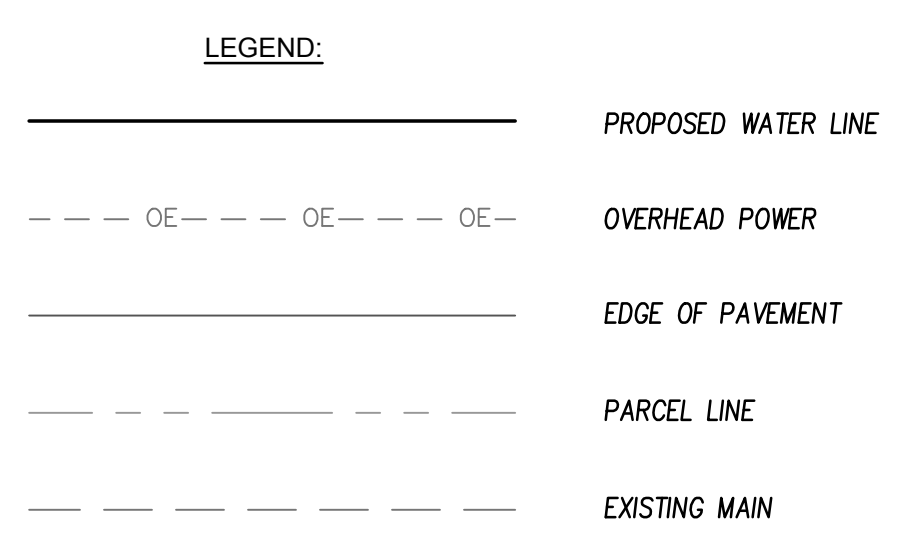 LEGEND:
PROPOSED WATER LINE
OE OE OE OVERHEAD POWER
EDGE OF PAVEMENT
PARCEL LINE
EXISTING MAIN